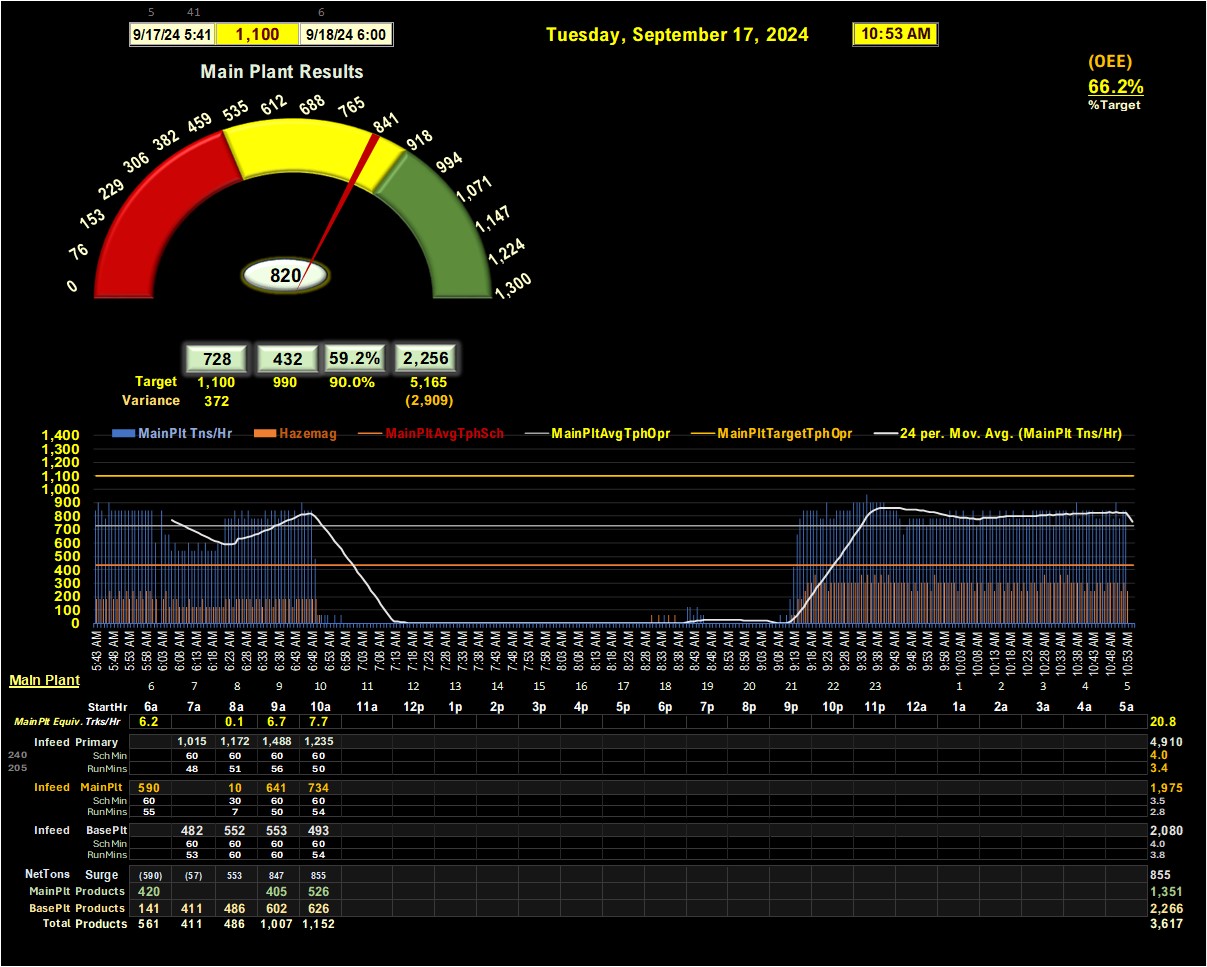 5 41 6
9/17/24 5:41 1,100 9/18/24 6:00 Tuesday, September 17, 2024 10:53 AM
(OEE)
66.2%
%Target
Main Plant Results
0 76 153 229 306 382 459 535 612 688 765 841 918 994 1,071 1,147 1,224 1,300
820
728 432 59.2% 2,256
Target 1,100 990 90.0% 5,165
Variance 372 (2,909)
MainPlt Tns/Hr Hazemag MainPltAvgTphSch MainPltAvgTphOpr MainPltTargetTphOpr 24 per. Mov. Avg. (MainPlt Tns/Hr)
1,400
1,300
1,200
1,100
1,000
900
800
700
600
500
400
300
200
100
0
5:43 AM 5:48 AM 5:53 AM 5:58 AM 6:03 AM 6:08 AM 6:13 AM 6:18 AM 6:23 AM 6:28 AM 6:33 AM 6:38 AM 6:43 AM 6:48 AM 6:53 AM 6:58 AM 7:03 AM 7:08 AM 7:13 AM 7:18 AM 7:23 AM 7:28 AM 7:33 AM 7:38 AM 7:43 AM 7:48 AM 7:53 AM 7:58 AM 8:03 AM 8:08 AM 8:13 AM 8:18 AM 8:23 AM 8:28 AM 8:33 AM 8:38 AM 8:43 AM 8:48 AM 8:53 AM 8:58 AM 9:03 AM 9:08 AM 9:13 AM 9:18 AM 9:23 AM 9:28 AM 9:33 AM 9:38 AM 9:43 AM 9:48 AM 9:53 AM 9:58 AM 10:03 AM 10:08 AM 10:13 AM 10:18 AM 10:23 AM 10:28 AM 10:33 AM 10:38 AM 10:43 AM 10:48 AM 10:53 AM
Main Plant 6 7 8 9 10 11 12 13 14 15 16 17 18 19 20 21 22 23 1 2 3 4 5
StartHr 6a 7a 8a 9a 10a 11a 12p 1p 2p 3p 4p 5p 6p 7p 8p 9p 10p 11p 12a 1a 2a 3a 4a 5a
MainPlt Equiv. Trks/Hr 6.2 0.1 6.7 7.7 20.8
Infeed Primary 1,015 1,172 1,488 1,235 4,910
240 SchMin 60 60 60 60 4.0
205 RunMins 48 51 56 50 3.4
Infeed MainPlt 590 10 641 734 1,975
SchMin 60 30 60 60 3.5
RunMins 55 7 50 54 2.8
Infeed BasePlt 482 552 553 493 2,080
SchMin 60 60 60 60 4.0
RunMins 53 60 60 54 3.8
NetTons Surge (590) (57) 553 847 855 855
MainPlt Products 420 405 526 1,351
BasePlt Products 141 411 486 602 626 2,266
Total Products 561 411 486 1,007 1,152 3,617